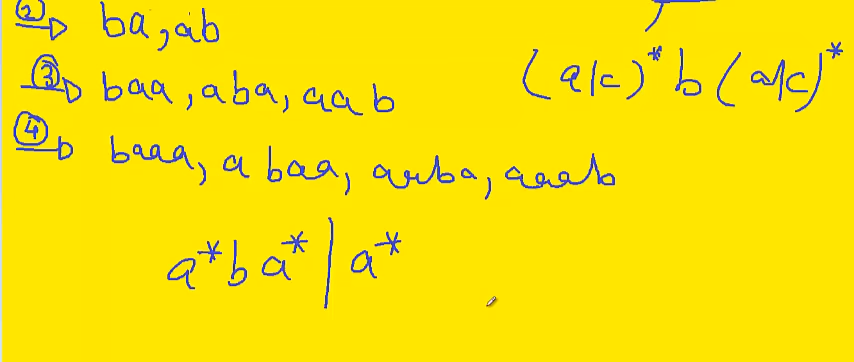 ② ba, ab
(a|c)* b (a|c)*
③ baa, aba, aab
④ baaa, abaa, aaba, aaab
a*ba* | a*